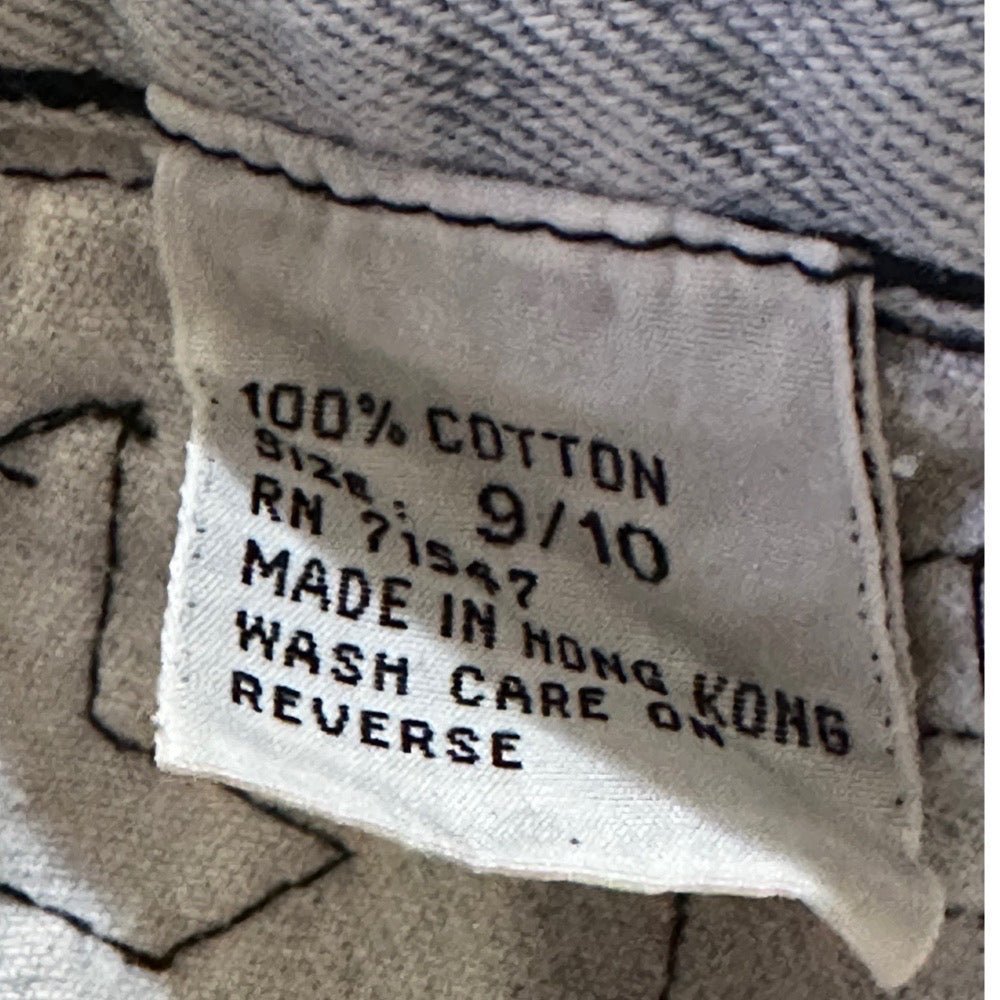 100% COTTON
SIZE: 9/10
RN 71547
MADE IN HONG KONG
WASH CARE ON
REVERSE